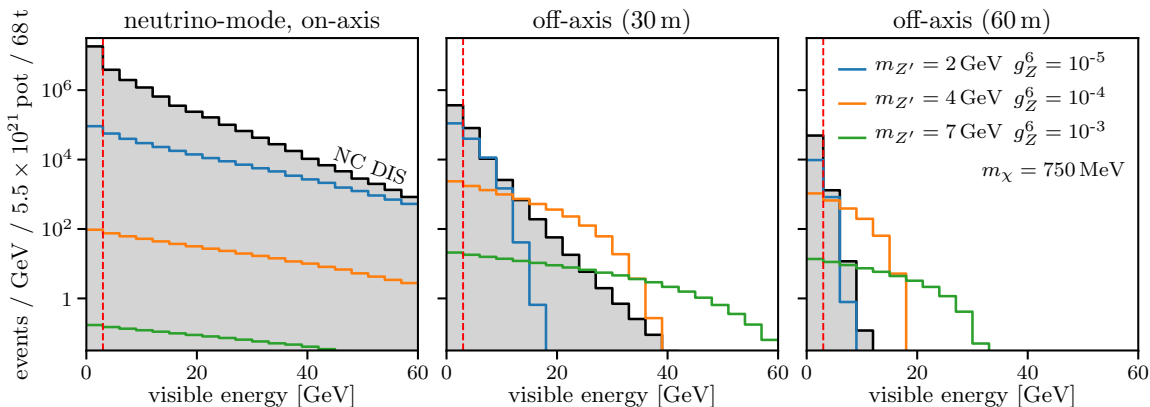 neutrino-mode, on-axis
off-axis (30 m)
off-axis (60 m)
events / GeV / 5.5 × 10²¹ pot / 68 t
10⁶
10⁴
10²
1
NC DIS
m_Z′ = 2 GeV g_Z⁶ = 10⁻⁵
m_Z′ = 4 GeV g_Z⁶ = 10⁻⁴
m_Z′ = 7 GeV g_Z⁶ = 10⁻³
m_χ = 750 MeV
0 20 40 60
0 20 40 60
0 20 40 60
visible energy [GeV]
visible energy [GeV]
visible energy [GeV]